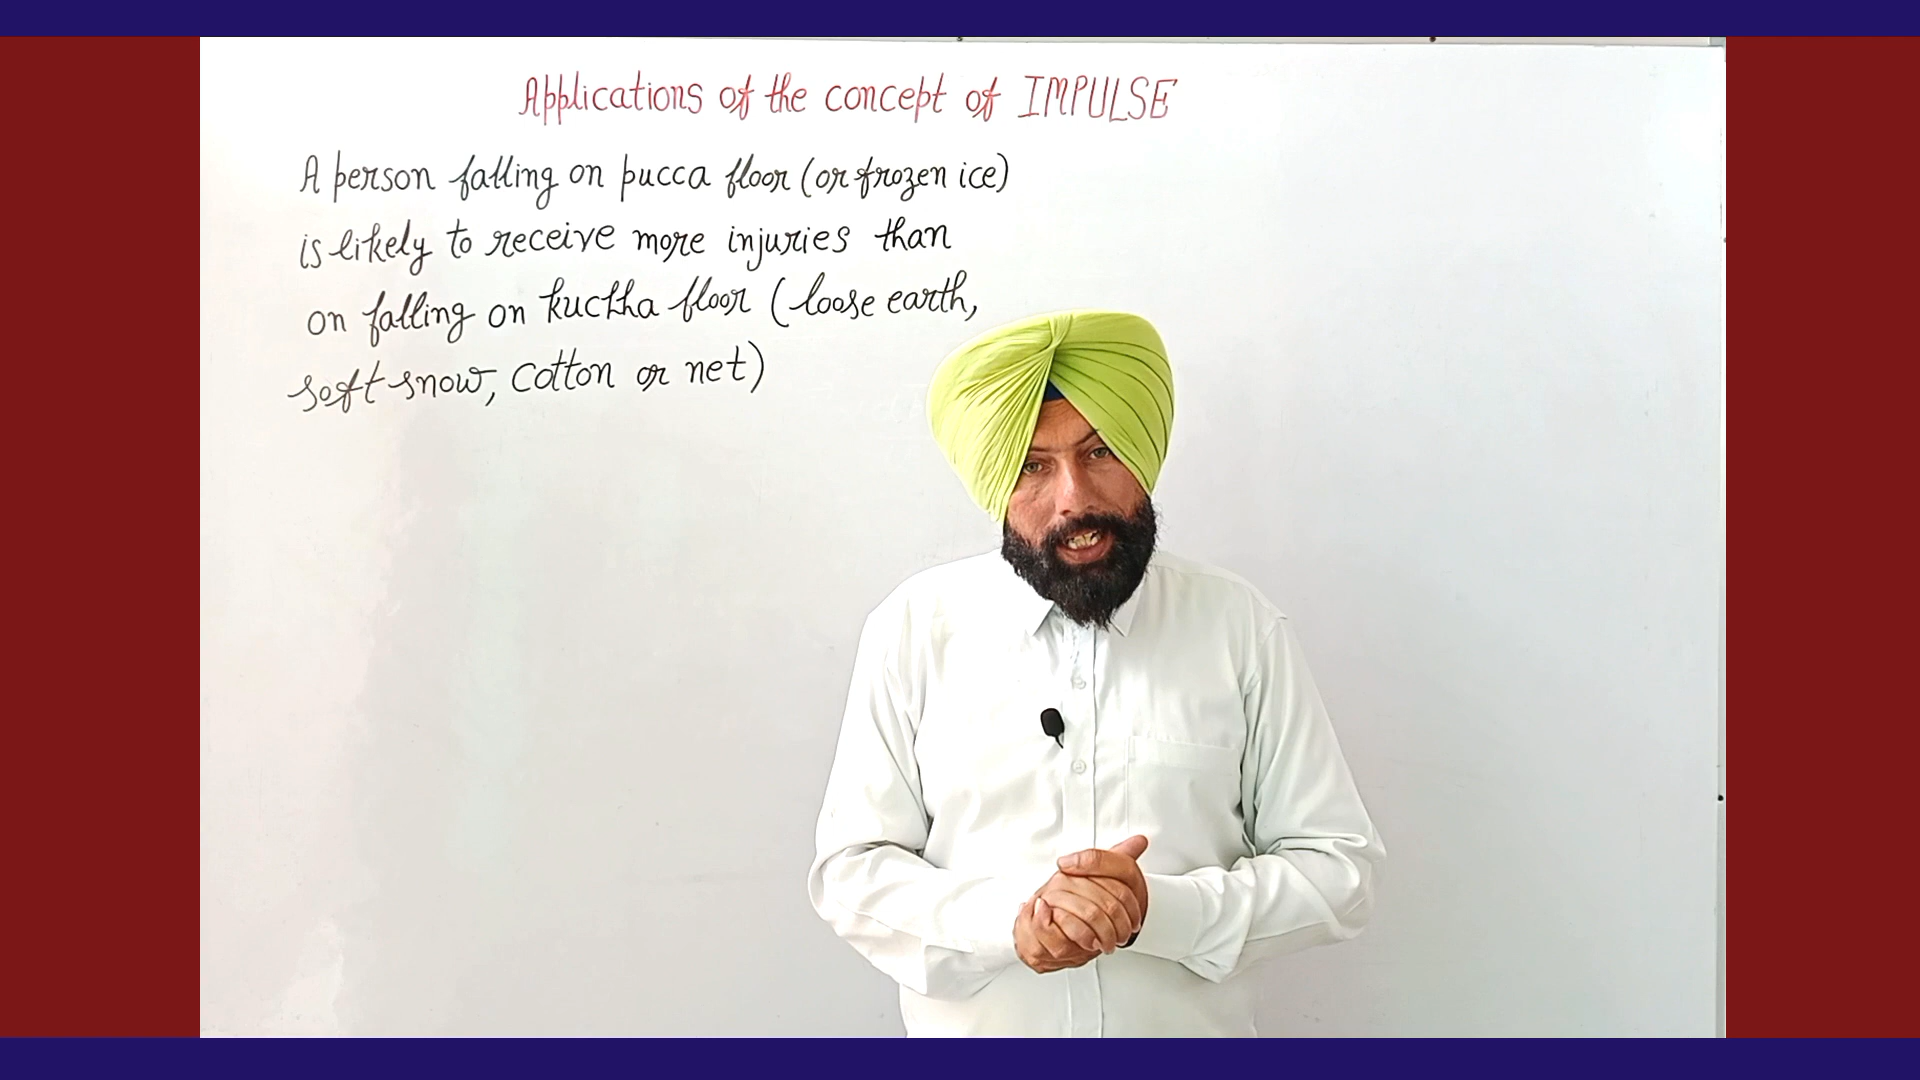 Applications of the concept of IMPULSE
A person falling on pucca floor (or frozen ice)
is likely to receive more injuries than
on falling on kuchha floor (loose earth,
soft snow, cotton or net)